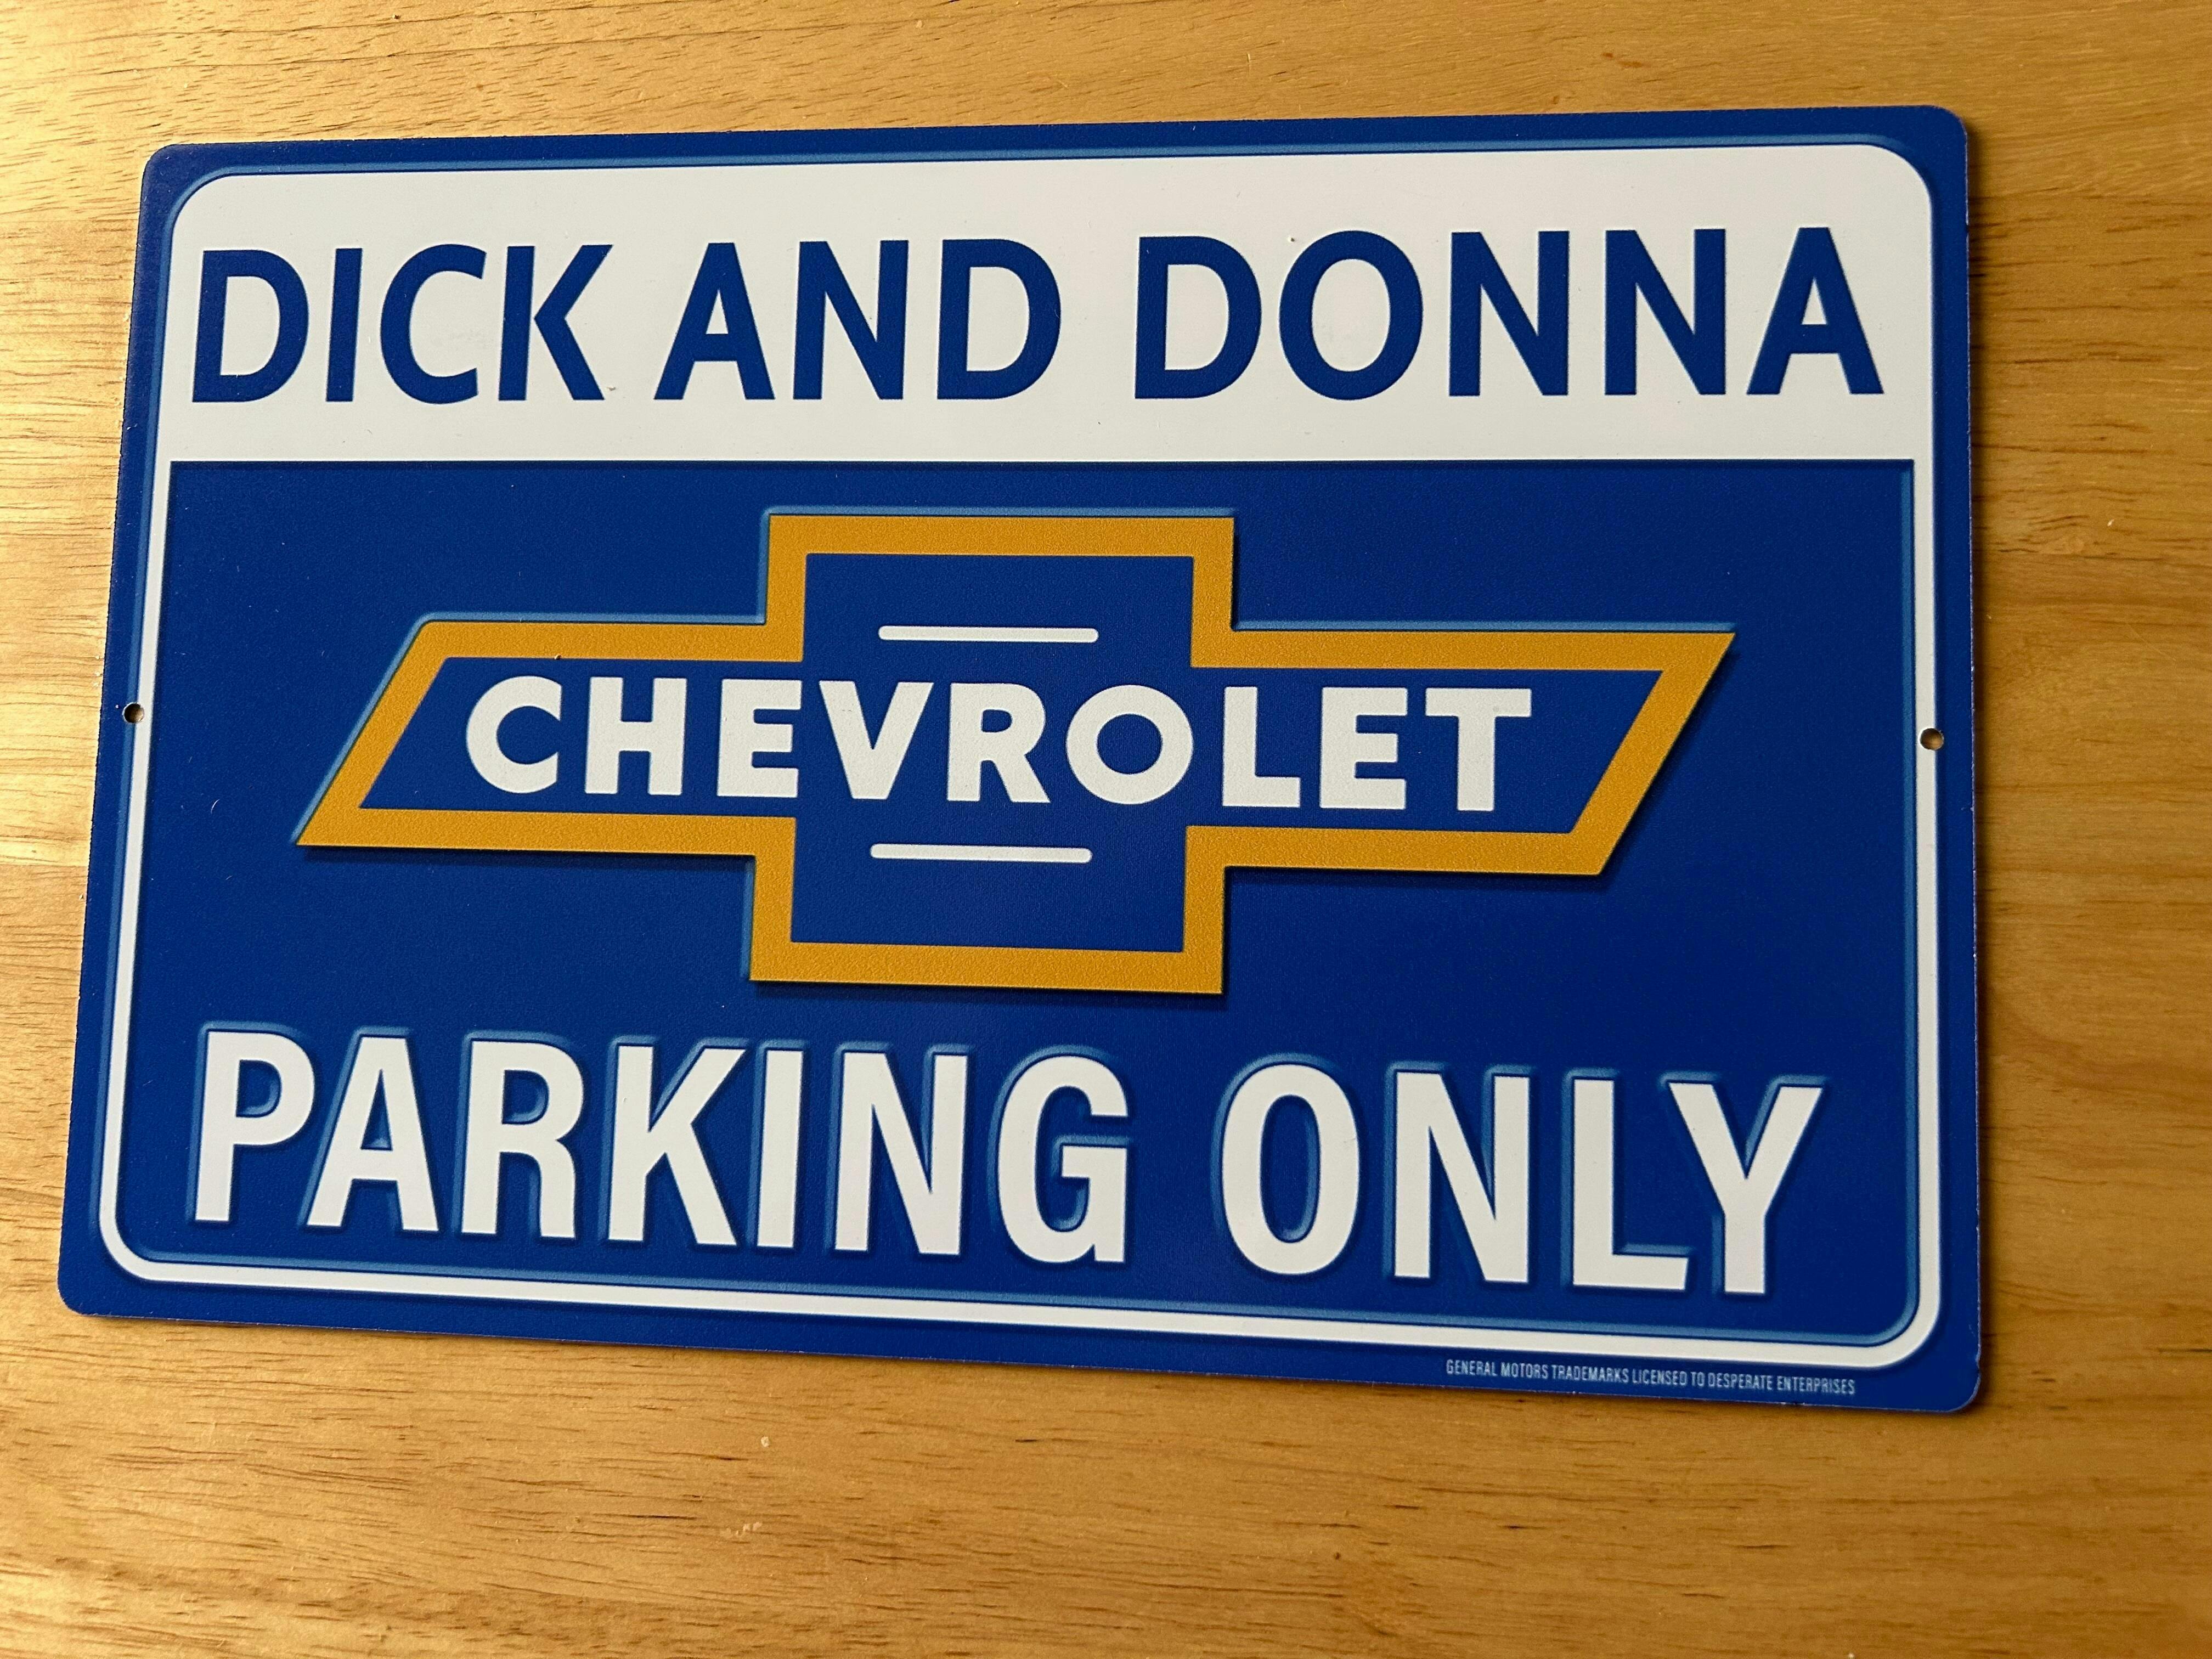 DICK AND DONNA
CHEVROLET
PARKING ONLY
GENERAL MOTORS TRADEMARKS LICENSED TO DESPERATE ENTERPRISES